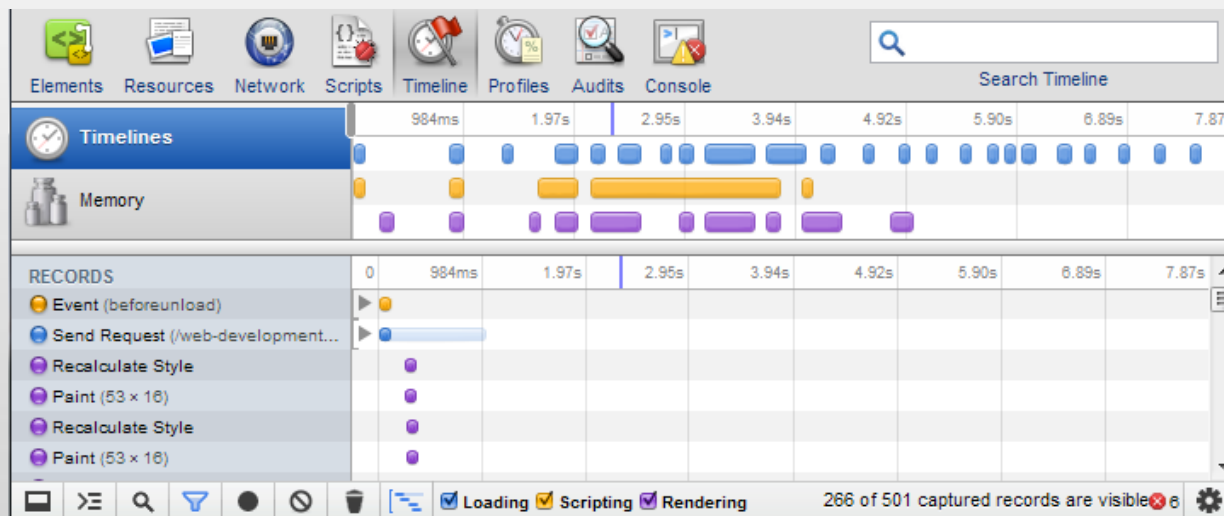 Elements Resources Network Scripts Timeline Profiles Audits Console
Search Timeline
984ms 1.97s 2.95s 3.94s 4.92s 5.90s 6.89s 7.87
Timelines
Memory
RECORDS 0 984ms 1.97s 2.95s 3.94s 4.92s 5.90s 6.89s 7.87s
Event (beforeunload)
Send Request (/web-development...
Recalculate Style
Paint (53 × 16)
Recalculate Style
Paint (53 × 16)
Loading Scripting Rendering 266 of 501 captured records are visible 6